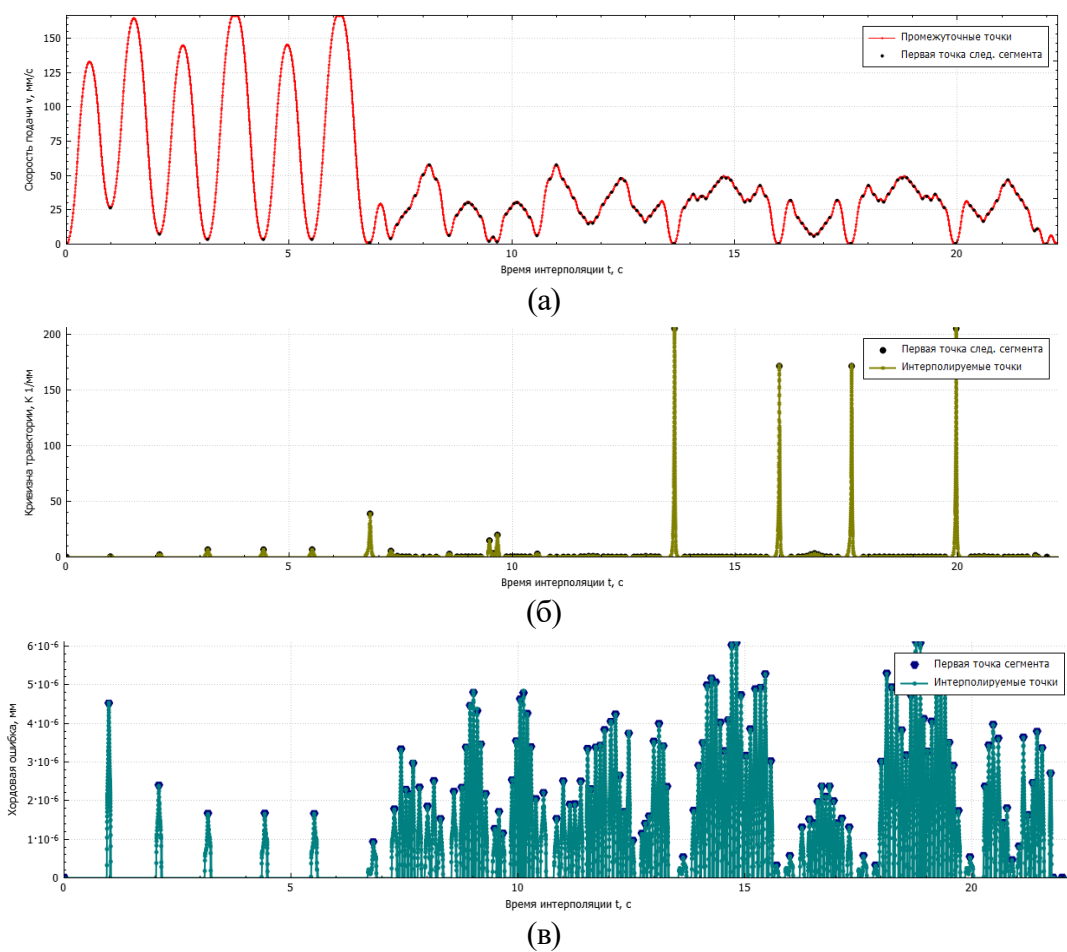 150
125
100
75
50
25
0
Скорость подачи v, мм/с
Промежуточные точки
Первая точка след. сегмента
0 5 10 15 20
Время интерполяции t, с
(а)
200
150
100
50
0
Кривизна траектории, К 1/мм
Первая точка след. сегмента
Интерполируемые точки
0 5 10 15 20
Время интерполяции t, с
(б)
6·10⁻⁶
5·10⁻⁶
4·10⁻⁶
3·10⁻⁶
2·10⁻⁶
1·10⁻⁶
0
Хордовая ошибка, мм
Первая точка сегмента
Интерполируемые точки
0 5 10 15 20
Время интерполяции t, с
(в)